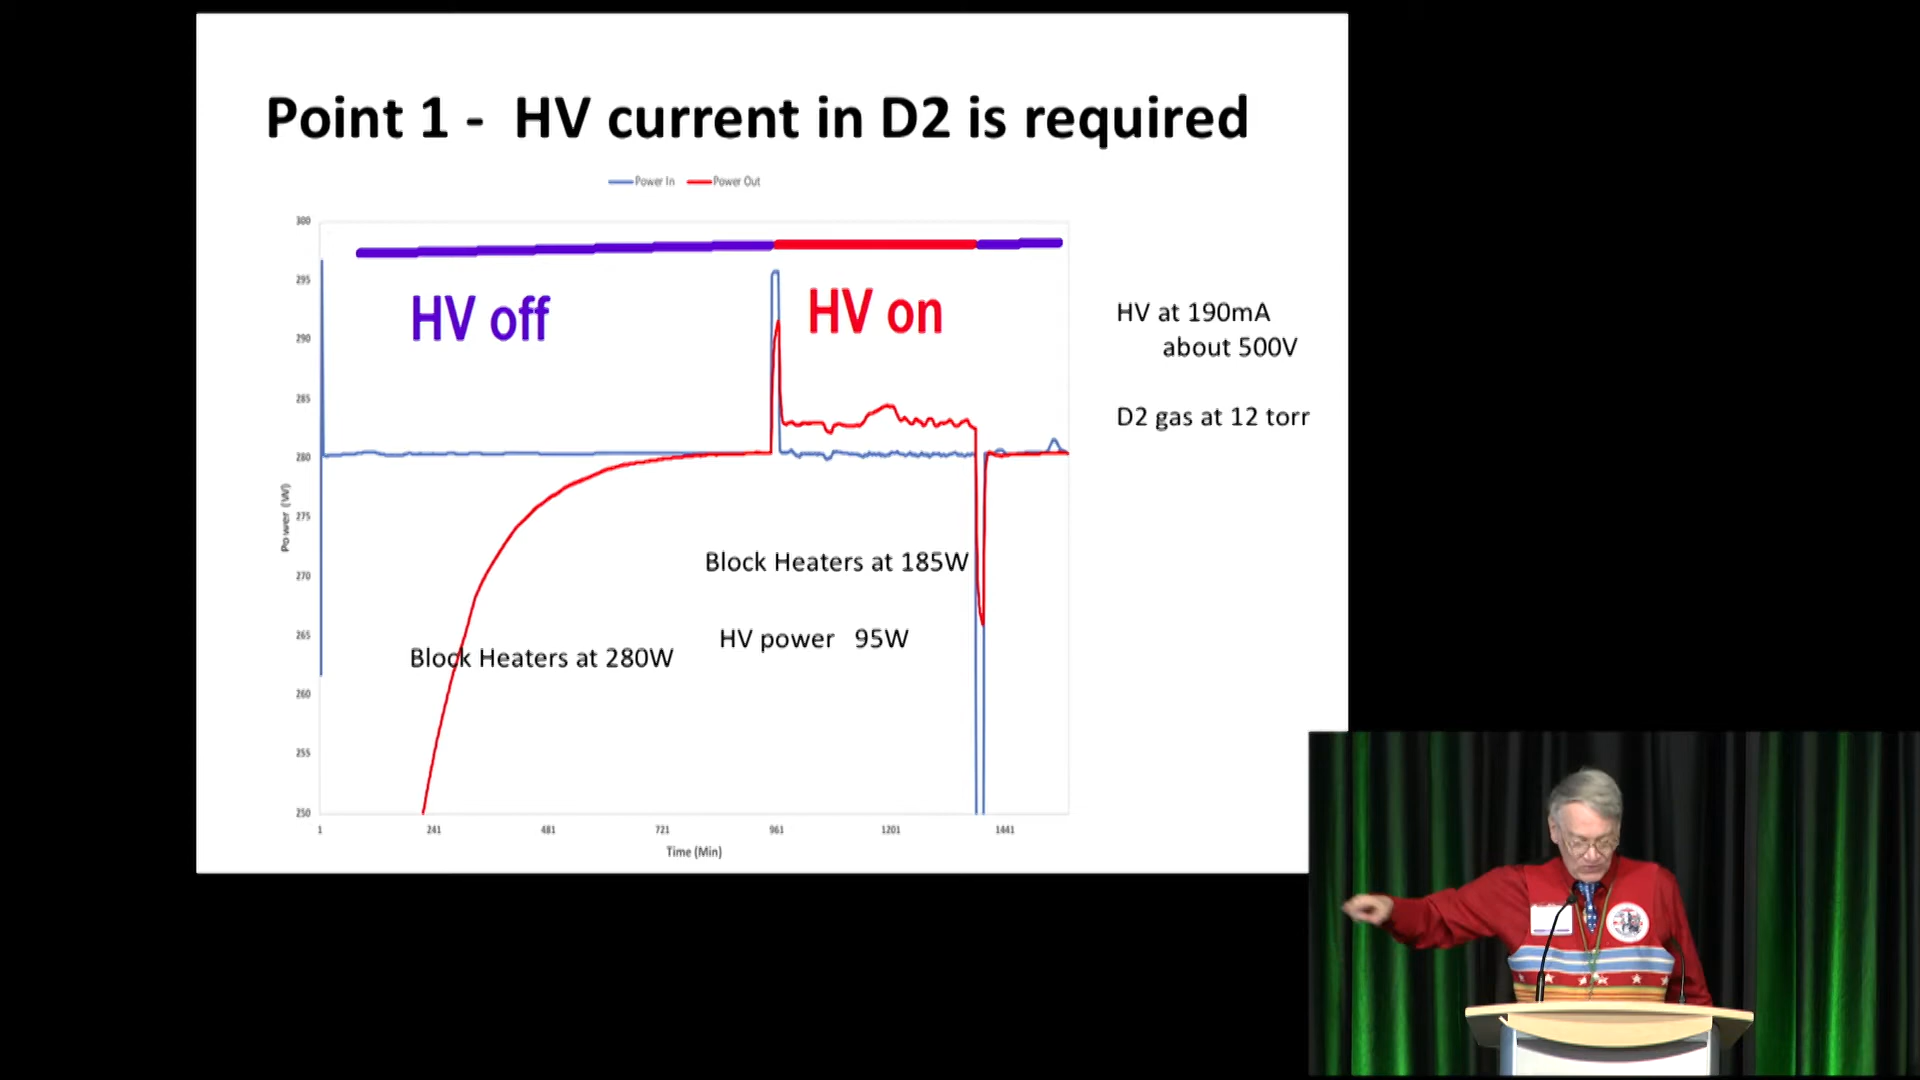 Point 1 - HV current in D2 is required
Power In Power Out
300
295
290
285
280
275
270
265
260
255
250
Power (W)
HV off
HV on
HV at 190mA
about 500V
D2 gas at 12 torr
Block Heaters at 185W
HV power 95W
Block Heaters at 280W
1 241 481 721 961 1201 1441
Time (Min)